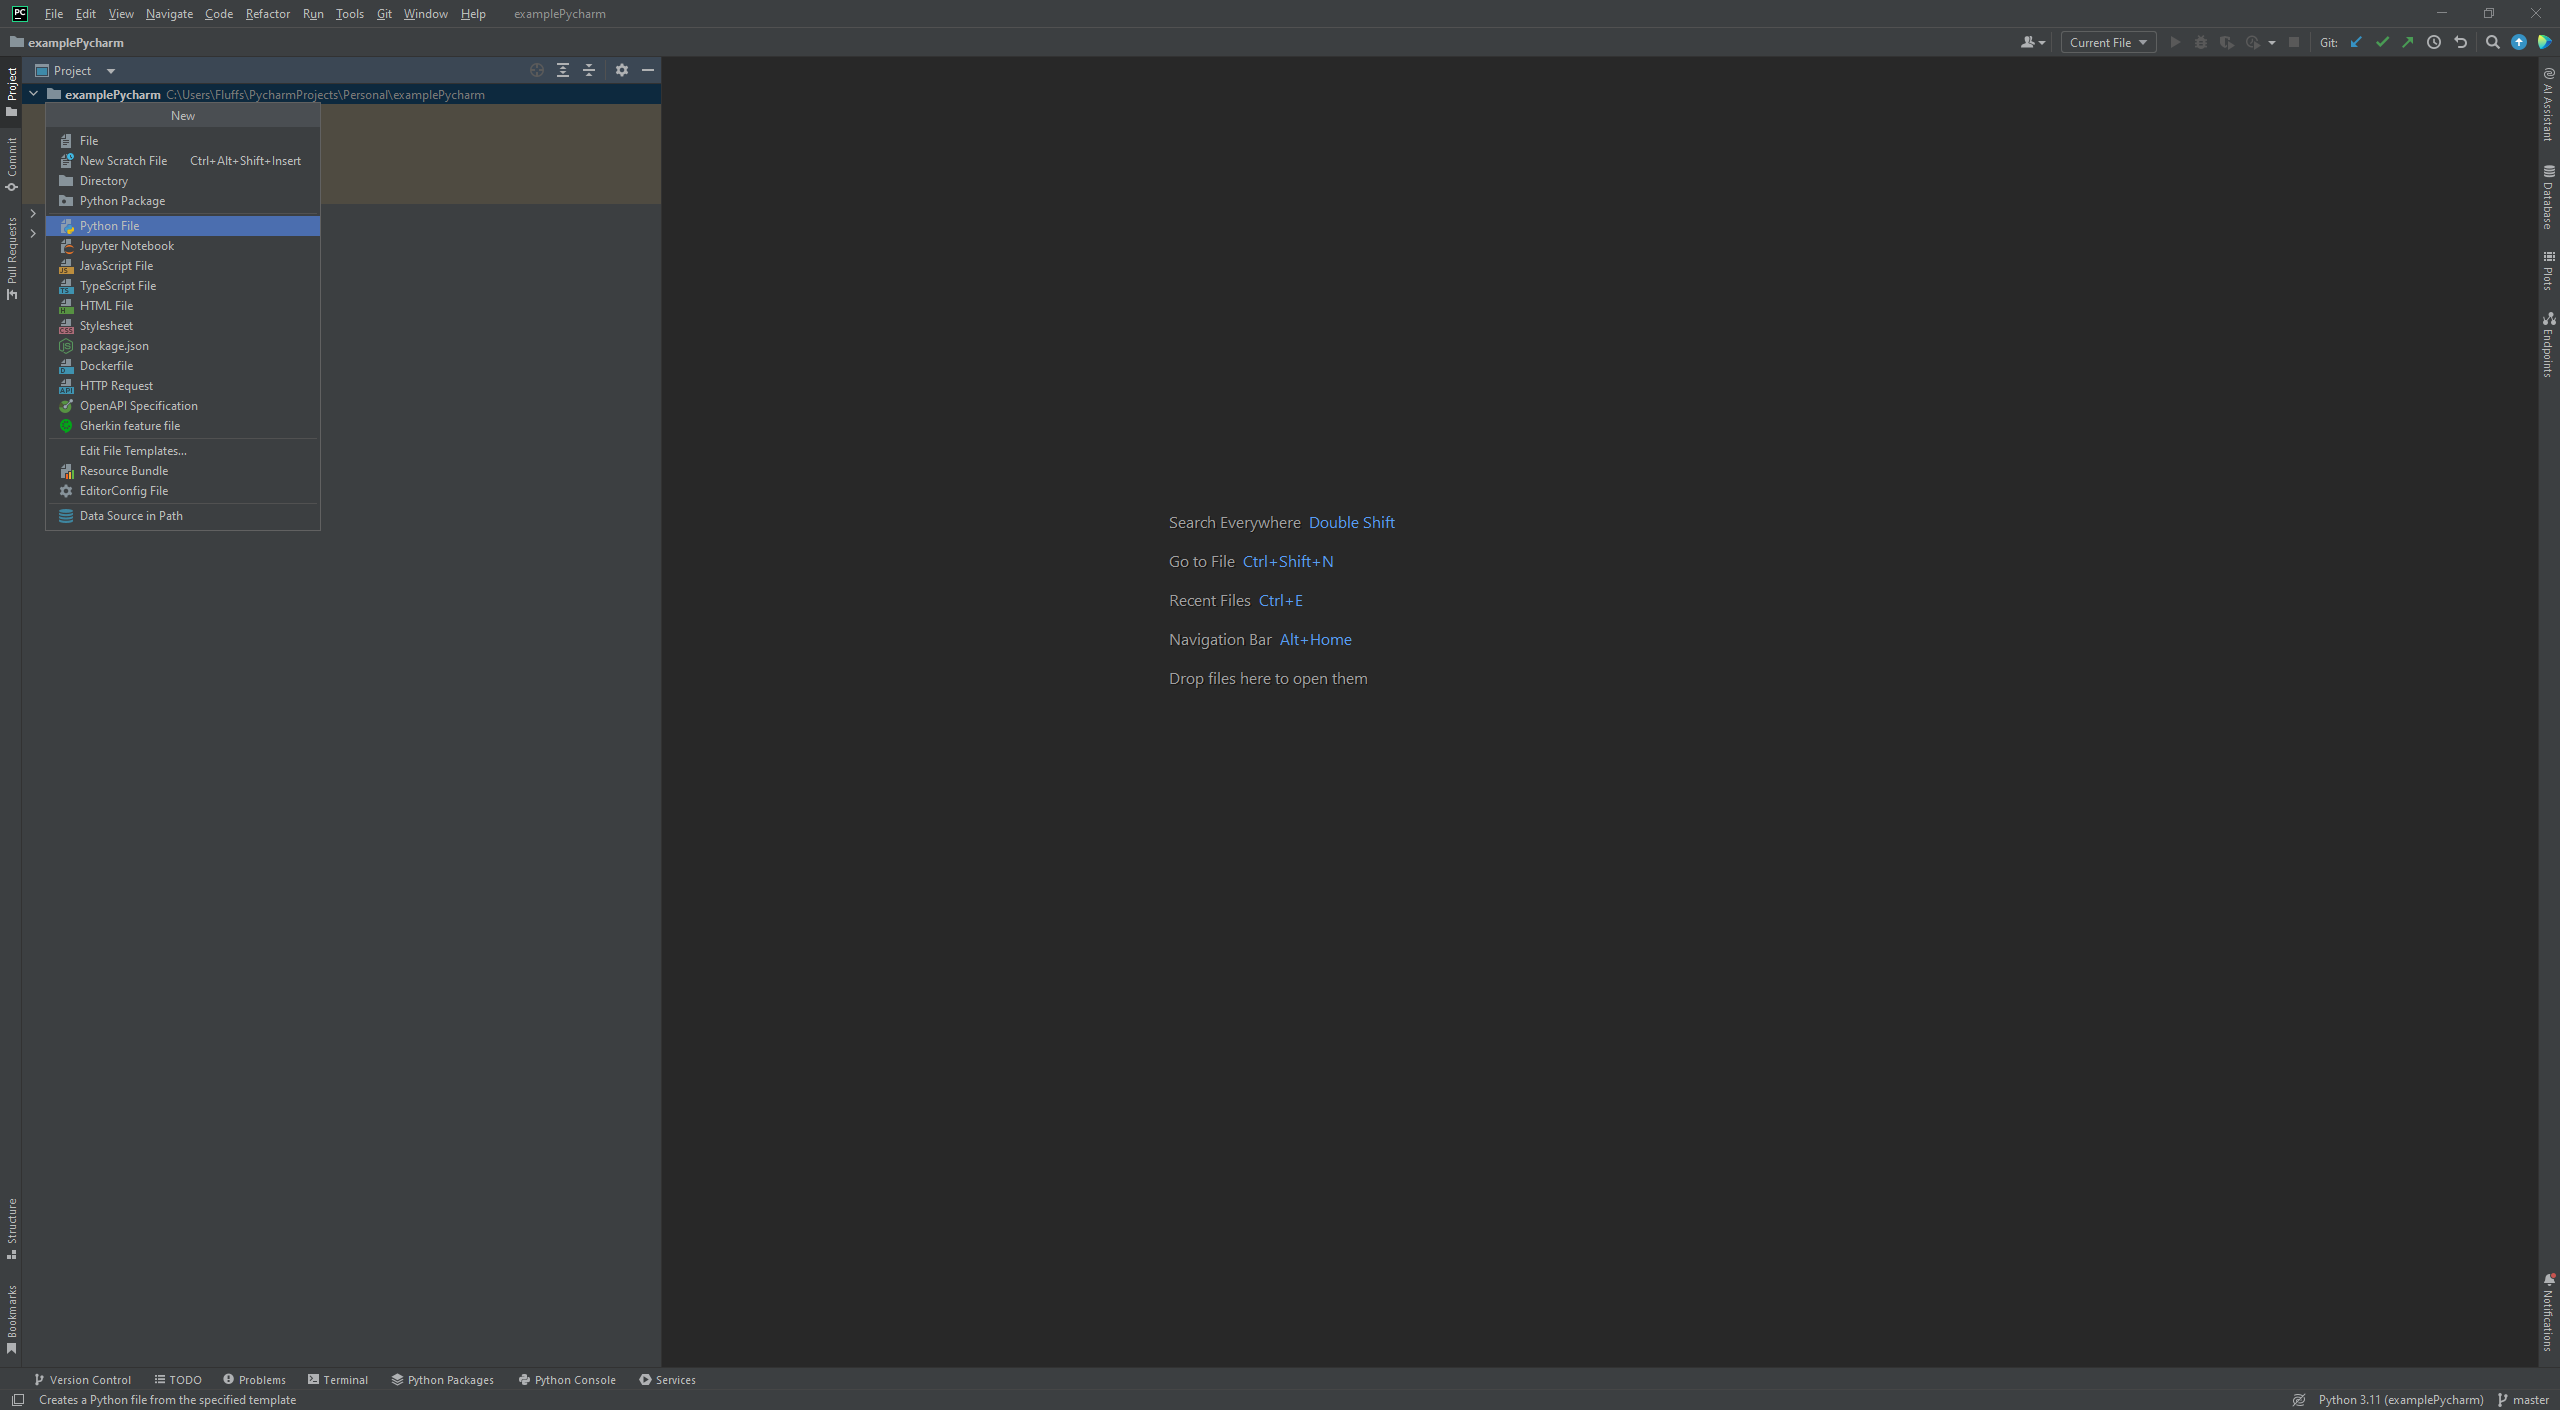 PC File Edit View Navigate Code Refactor Run Tools Git Window Help examplePycharm
examplePycharm
Current File
Git:
Project
examplePycharm C:\Users\Fluffs\PycharmProjects\Personal\examplePycharm
New
File
New Scratch File Ctrl+Alt+Shift+Insert
Directory
Python Package
Python File
Jupyter Notebook
JavaScript File
TypeScript File
HTML File
Stylesheet
package.json
Dockerfile
HTTP Request
OpenAPI Specification
Gherkin feature file
Edit File Templates...
Resource Bundle
EditorConfig File
Data Source in Path
Project
Commit
Pull Requests
Structure
Bookmarks
Search Everywhere Double Shift
Go to File Ctrl+Shift+N
Recent Files Ctrl+E
Navigation Bar Alt+Home
Drop files here to open them
AI Assistant
Database
Plots
Endpoints
Notifications
Version Control TODO Problems Terminal Python Packages Python Console Services
Creates a Python file from the specified template
Python 3.11 (examplePycharm) master